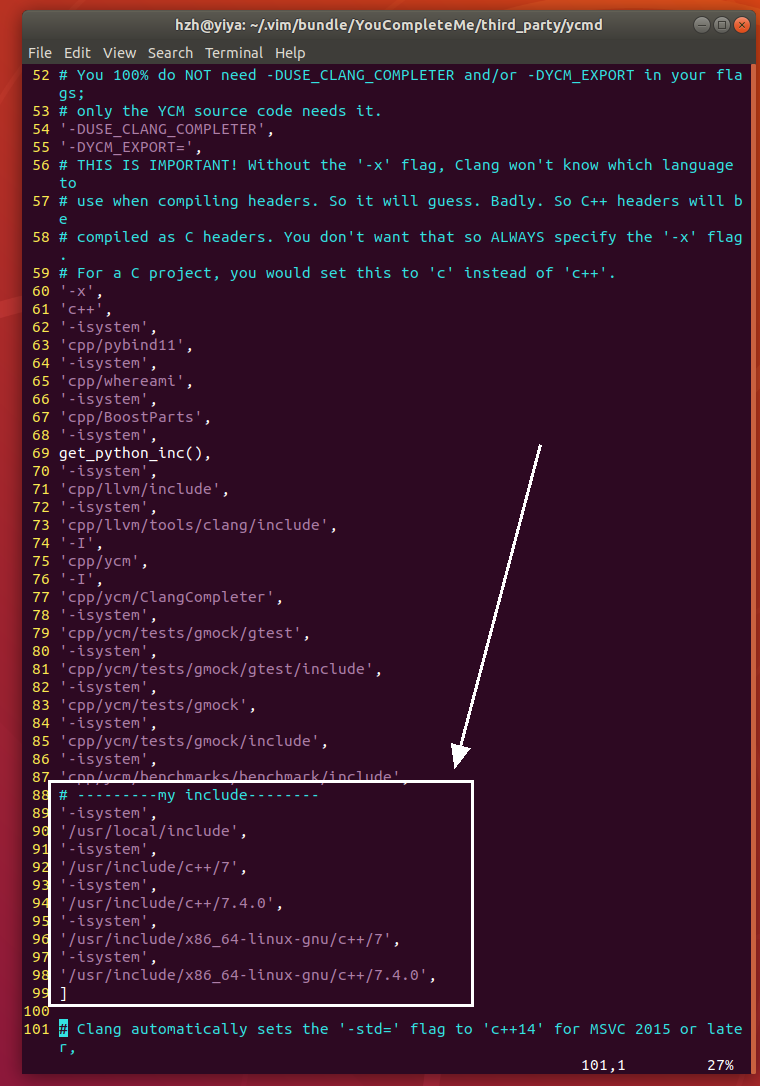 hzh@yiya: ~/.vim/bundle/YouCompleteMe/third_party/ycmd
File Edit View Search Terminal Help
52 # You 100% do NOT need -DUSE_CLANG_COMPLETER and/or -DYCM_EXPORT in your fla
gs;
53 # only the YCM source code needs it.
54 '-DUSE_CLANG_COMPLETER',
55 '-DYCM_EXPORT=',
56 # THIS IS IMPORTANT! Without the '-x' flag, Clang won't know which language
to
57 # use when compiling headers. So it will guess. Badly. So C++ headers will b
e
58 # compiled as C headers. You don't want that so ALWAYS specify the '-x' flag
.
59 # For a C project, you would set this to 'c' instead of 'c++'.
60 '-x',
61 'c++',
62 '-isystem',
63 'cpp/pybind11',
64 '-isystem',
65 'cpp/whereami',
66 '-isystem',
67 'cpp/BoostParts',
68 '-isystem',
69 get_python_inc(),
70 '-isystem',
71 'cpp/llvm/include',
72 '-isystem',
73 'cpp/llvm/tools/clang/include',
74 '-I',
75 'cpp/ycm',
76 '-I',
77 'cpp/ycm/ClangCompleter',
78 '-isystem',
79 'cpp/ycm/tests/gmock/gtest',
80 '-isystem',
81 'cpp/ycm/tests/gmock/gtest/include',
82 '-isystem',
83 'cpp/ycm/tests/gmock',
84 '-isystem',
85 'cpp/ycm/tests/gmock/include',
86 '-isystem',
87 'cpp/ycm/benchmarks/benchmark/include',
88 # ---------my include--------
89 '-isystem',
90 '/usr/local/include',
91 '-isystem',
92 '/usr/include/c++/7',
93 '-isystem',
94 '/usr/include/c++/7.4.0',
95 '-isystem',
96 '/usr/include/x86_64-linux-gnu/c++/7',
97 '-isystem',
98 '/usr/include/x86_64-linux-gnu/c++/7.4.0',
99 ]
100
101 # Clang automatically sets the '-std=' flag to 'c++14' for MSVC 2015 or late
r,
101,1 27%